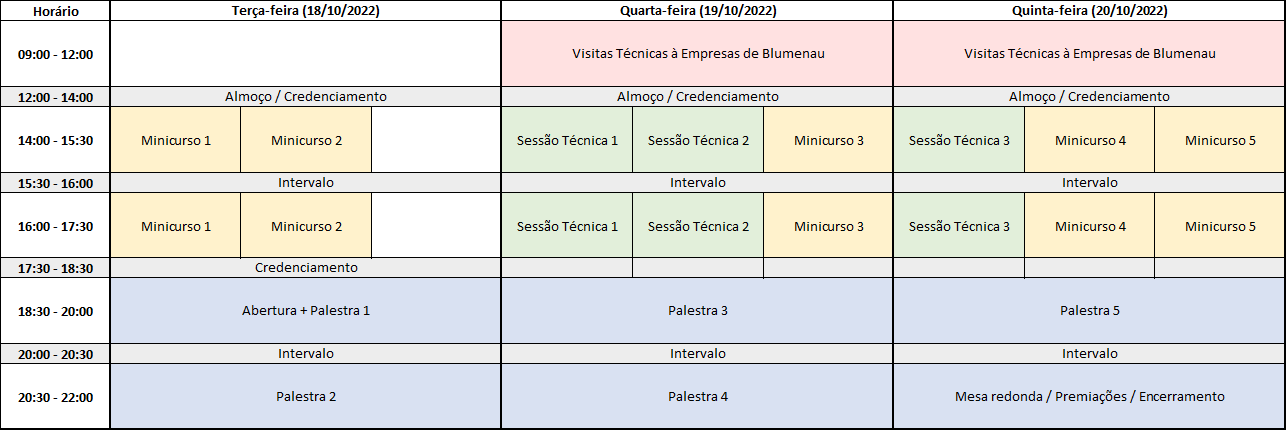 Horário Terça-feira (18/10/2022) Quarta-feira (19/10/2022) Quinta-feira (20/10/2022)
09:00 - 12:00 Visitas Técnicas à Empresas de Blumenau Visitas Técnicas à Empresas de Blumenau
12:00 - 14:00 Almoço / Credenciamento Almoço / Credenciamento Almoço / Credenciamento
14:00 - 15:30 Minicurso 1 Minicurso 2 Sessão Técnica 1 Sessão Técnica 2 Minicurso 3 Sessão Técnica 3 Minicurso 4 Minicurso 5
15:30 - 16:00 Intervalo Intervalo Intervalo
16:00 - 17:30 Minicurso 1 Minicurso 2 Sessão Técnica 1 Sessão Técnica 2 Minicurso 3 Sessão Técnica 3 Minicurso 4 Minicurso 5
17:30 - 18:30 Credenciamento
18:30 - 20:00 Abertura + Palestra 1 Palestra 3 Palestra 5
20:00 - 20:30 Intervalo Intervalo Intervalo
20:30 - 22:00 Palestra 2 Palestra 4 Mesa redonda / Premiações / Encerramento